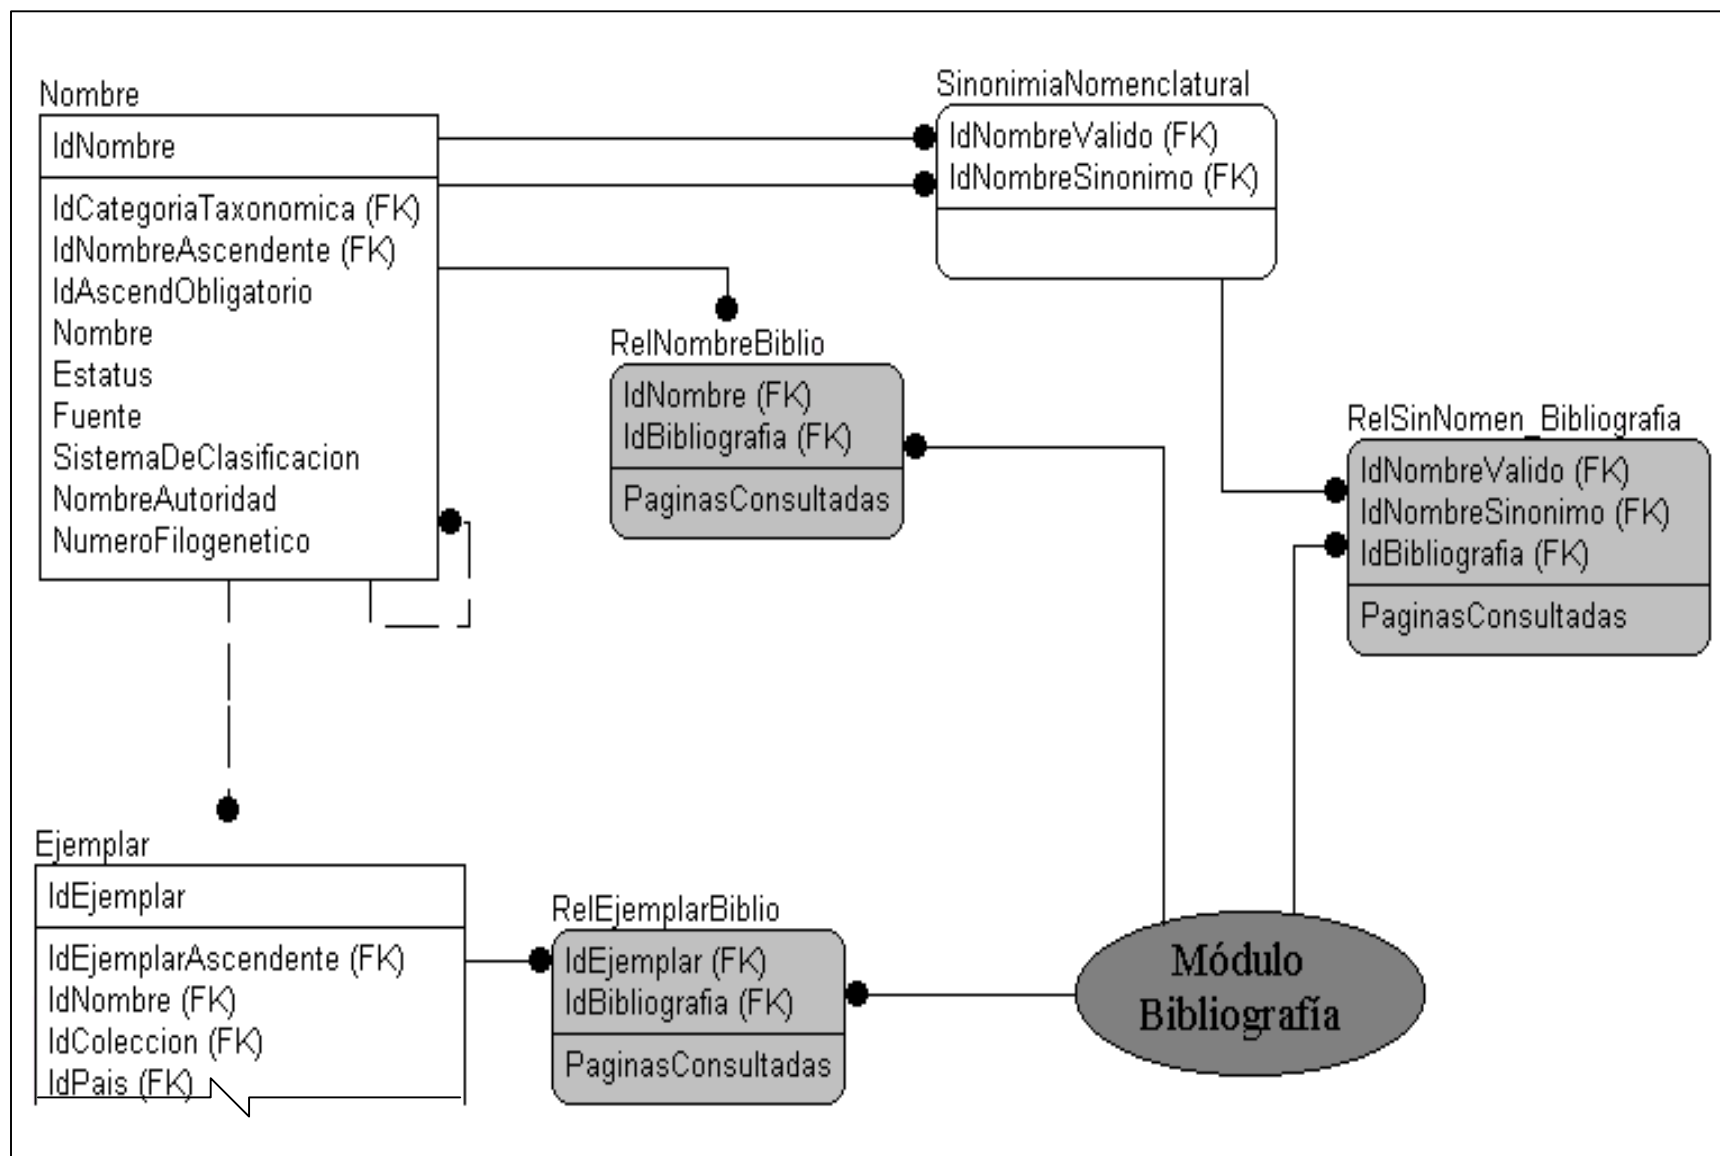 Nombre
IdNombre
IdCategoriaTaxonomica (FK)
IdNombreAscendente (FK)
IdAscendObligatorio
Nombre
Estatus
Fuente
SistemaDeClasificacion
NombreAutoridad
NumeroFilogenetico
SinonimiaNomenclatural
IdNombreValido (FK)
IdNombreSinonimo (FK)
RelNombreBiblio
IdNombre (FK)
IdBibliografia (FK)
PaginasConsultadas
RelSinNomen_Bibliografia
IdNombreValido (FK)
IdNombreSinonimo (FK)
IdBibliografia (FK)
PaginasConsultadas
Ejemplar
IdEjemplar
IdEjemplarAscendente (FK)
IdNombre (FK)
IdColeccion (FK)
IdPais (FK)
RelEjemplarBiblio
IdEjemplar (FK)
IdBibliografia (FK)
PaginasConsultadas
Módulo
Bibliografía